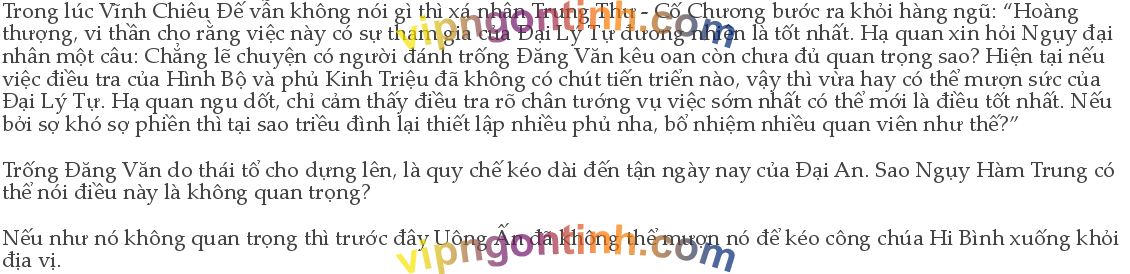 Trong lúc Vĩnh Chiêu Đế vẫn không nói gì thì xá nhân Trung Thư - Cố Chương bước ra khỏi hàng ngũ: “Hoàng
thượng, vi thần cho rằng việc này có sự tham gia của Đại Lý Tự đương nhiên là tốt nhất. Hạ quan xin hỏi Ngụy đại
nhân một câu: Chẳng lẽ chuyện có người đánh trống Đăng Văn kêu oan còn chưa đủ quan trọng sao? Hiện tại nếu
việc điều tra của Hình Bộ và phủ Kinh Triệu đã không có chút tiến triển nào, vậy thì vừa hay có thể mượn sức của
Đại Lý Tự. Hạ quan ngu dốt, chỉ cảm thấy điều tra rõ chân tướng vụ việc sớm nhất có thể mới là điều tốt nhất. Nếu
bởi sợ khó sợ phiền thì tại sao triều đình lại thiết lập nhiều phủ nha, bổ nhiệm nhiều quan viên như thế?”
Trống Đăng Văn do thái tổ cho dựng lên, là quy chế kéo dài đến tận ngày nay của Đại An. Sao Ngụy Hàm Trung có
thể nói điều này là không quan trọng?
Nếu như nó không quan trọng thì trước đây Uông Ấn đã không thể mượn nó để kéo công chúa Hi Bình xuống khỏi
địa vị.
vipngontinh.com
vipngontinh.com